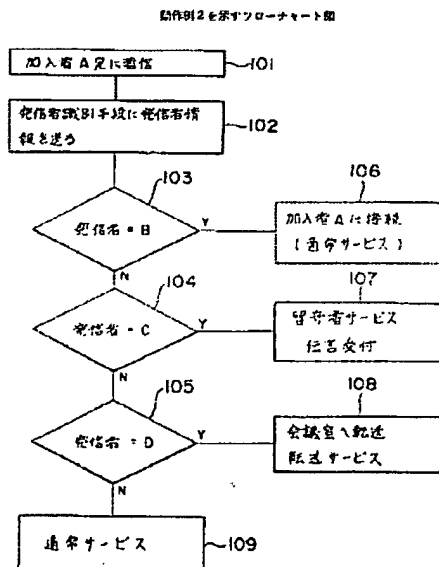 動作例2を示すフローチャート図
加入者A宛に着信
101
発信者識別手段に発信者情
報を送る
102
103
発信者=B
Y
N
106
加入者Aに接続
(通常サービス)
104
発信者=C
Y
N
107
留守番サービス
伝言受付
105
発信者=D
Y
N
108
会議室へ転送
転送サービス
通常サービス
109